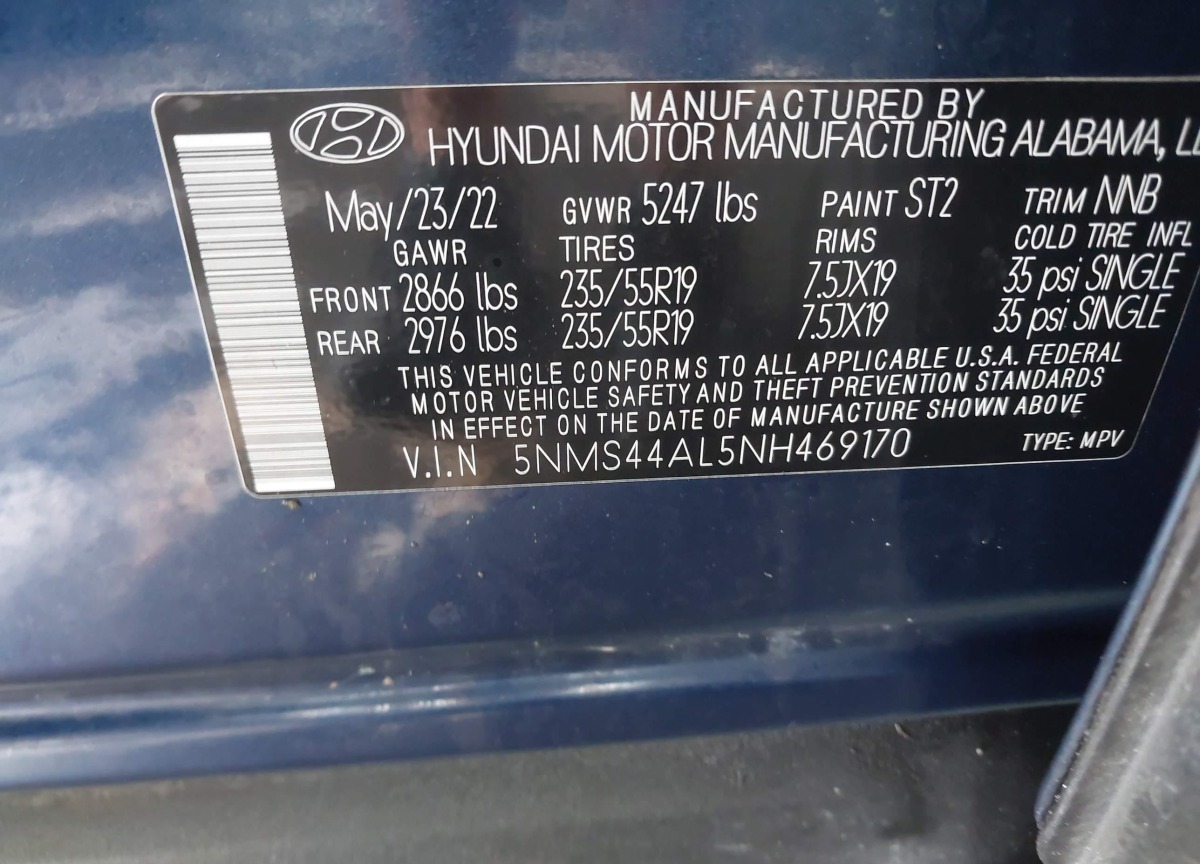 MANUFACTURED BY
HYUNDAI MOTOR MANUFACTURING ALABAMA, LL
May/23/22 GVWR 5247 lbs PAINT ST2 TRIM NNB
GAWR TIRES RIMS COLD TIRE INFL
FRONT 2866 lbs 235/55R19 7.5JX19 35 psi SINGLE
REAR 2976 lbs 235/55R19 7.5JX19 35 psi SINGLE
THIS VEHICLE CONFORMS TO ALL APPLICABLE U.S.A. FEDERAL
MOTOR VEHICLE SAFETY AND THEFT PREVENTION STANDARDS
IN EFFECT ON THE DATE OF MANUFACTURE SHOWN ABOVE
V.I.N 5NMS44AL5NH469170 TYPE: MPV